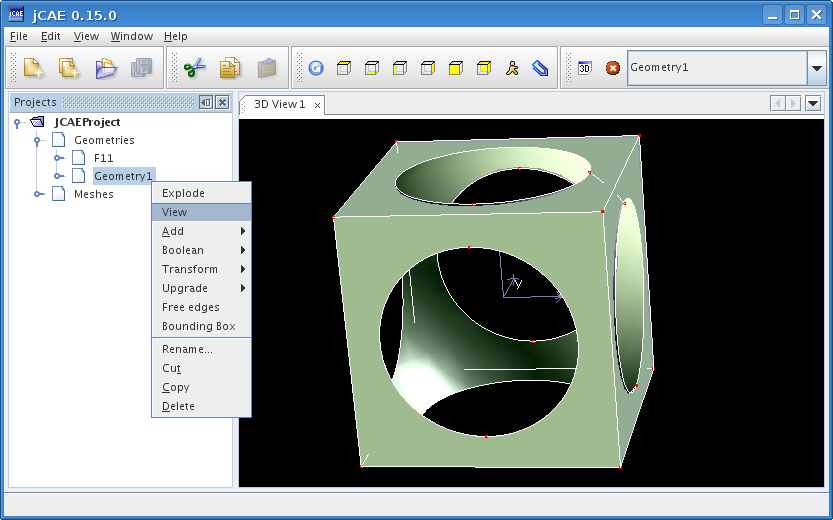 jCAE 0.15.0
File Edit View Window Help
3D Geometry1
Projects
3D View 1
JCAEProject
Geometries
F11
Geometry1
Meshes
Explode
View
Add
Boolean
Transform
Upgrade
Free edges
Bounding Box
Rename...
Cut
Copy
Delete